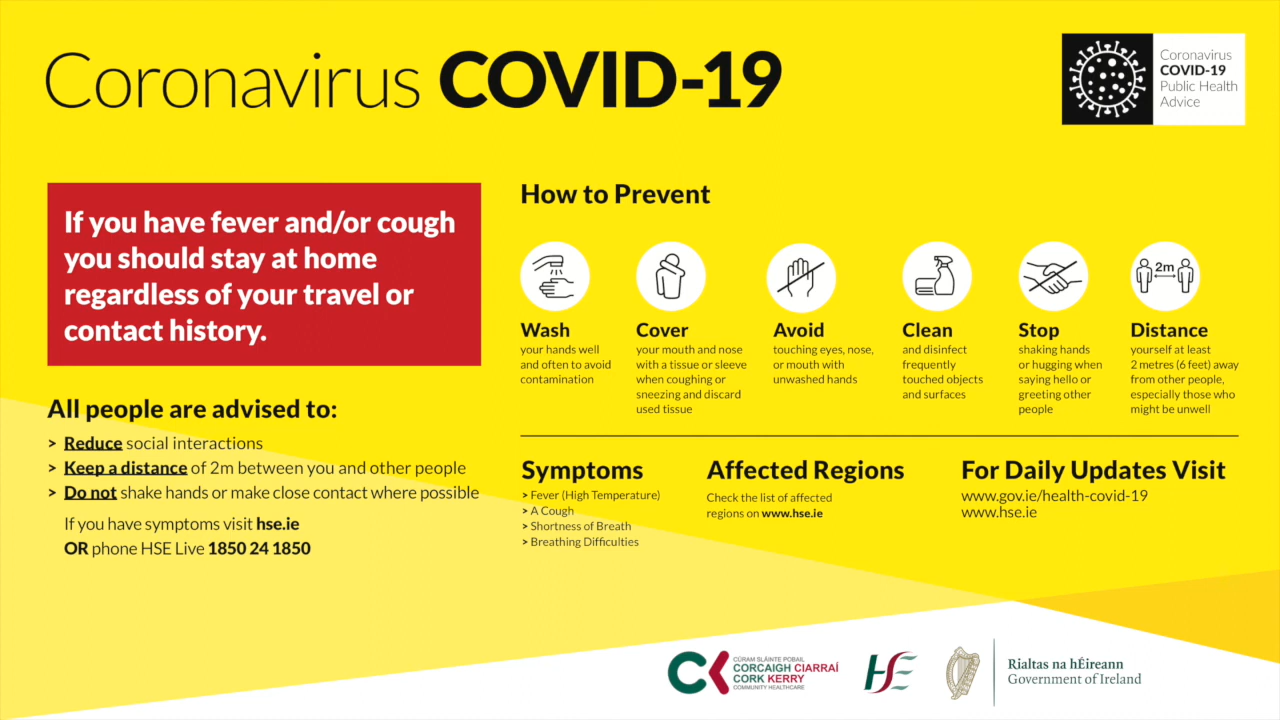 Coronavirus COVID-19
Coronavirus
COVID-19
Public Health
Advice
If you have fever and/or cough
you should stay at home
regardless of your travel or
contact history.
All people are advised to:
> Reduce social interactions
> Keep a distance of 2m between you and other people
> Do not shake hands or make close contact where possible
If you have symptoms visit hse.ie
OR phone HSE Live 1850 24 1850
How to Prevent
Wash
your hands well
and often to avoid
contamination
Cover
your mouth and nose
with a tissue or sleeve
when coughing or
sneezing and discard
used tissue
Avoid
touching eyes, nose,
or mouth with
unwashed hands
Clean
and disinfect
frequently
touched objects
and surfaces
Stop
shaking hands
or hugging when
saying hello or
greeting other
people
2m
Distance
yourself at least
2 metres (6 feet) away
from other people,
especially those who
might be unwell
Symptoms
> Fever (High Temperature)
> A Cough
> Shortness of Breath
> Breathing Difficulties
Affected Regions
Check the list of affected
regions on www.hse.ie
For Daily Updates Visit
www.gov.ie/health-covid-19
www.hse.ie
CK
CÚRAM SLÁINTE POBAIL
CORCAIGH CIARRAÍ
CORK KERRY
COMMUNITY HEALTHCARE
HSE
Rialtas na hÉireann
Government of Ireland